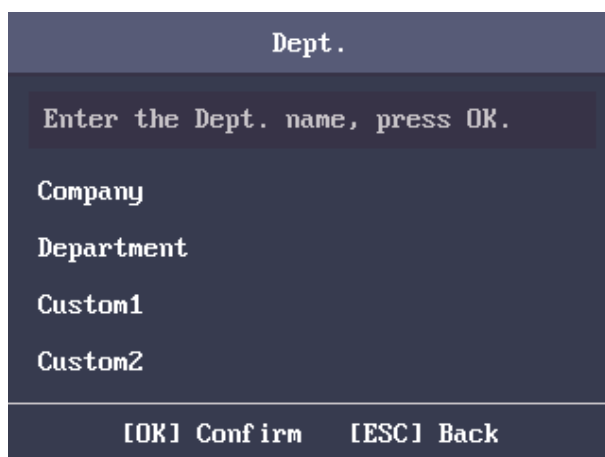 Dept.
Enter the Dept. name, press OK.
Company
Department
Custom1
Custom2
[OK] Confirm [ESC] Back